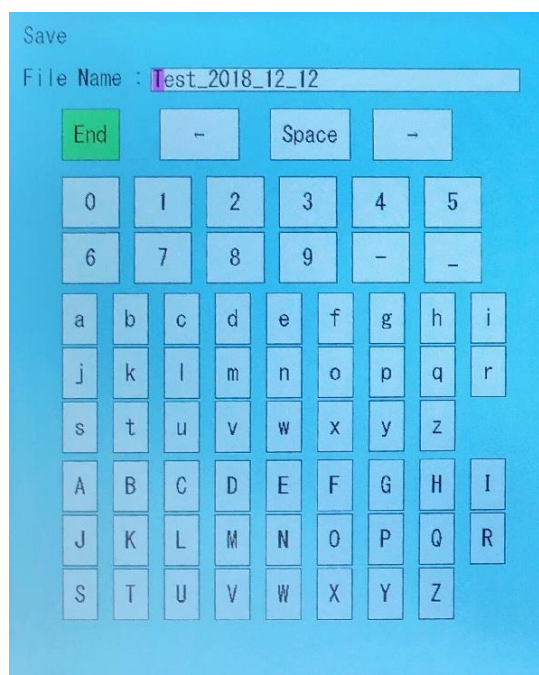 Save
File Name : Test_2018_12_12
End ← Space →
0 1 2 3 4 5
6 7 8 9 - _
a b c d e f g h i
j k l m n o p q r
s t u v w x y z
A B C D E F G H I
J K L M N O P Q R
S T U V W X Y Z